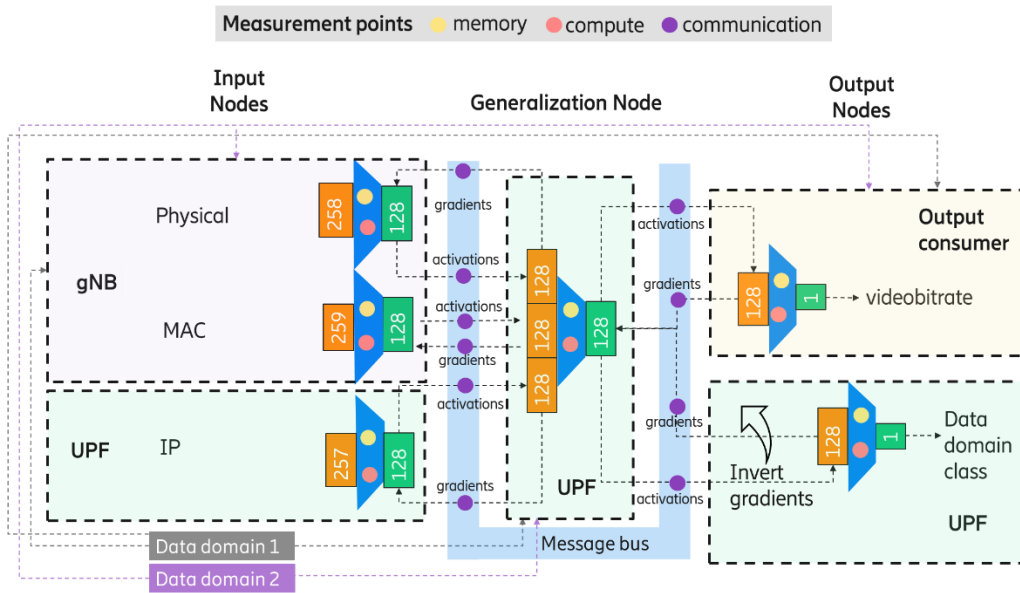 Measurement points memory compute communication
Input
Nodes
Generalization Node
Output
Nodes
Physical
258
128
gNB
MAC
259
128
UPF
IP
257
128
gradients
activations
activations
gradients
activations
gradients
128
128
128
128
UPF
activations
gradients
gradients
activations
Message bus
Output
consumer
128
1
videobitrate
Invert
gradients
128
1
Data
domain
class
UPF
Data domain 1
Data domain 2